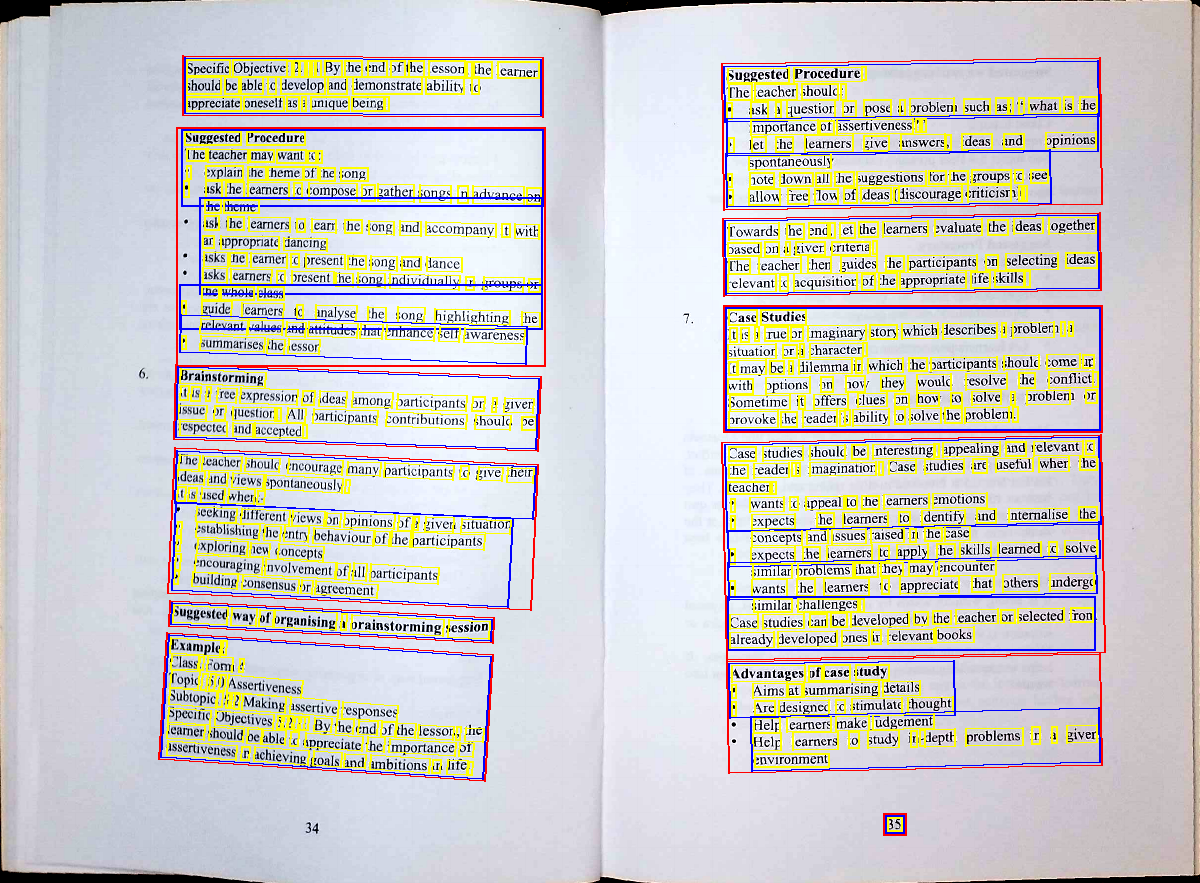 Specific Objective 2. 1 By the end of the lesson the learner
should be able to develop and demonstrate ability to
appreciate oneself as a unique being
Suggested Procedure
The teacher may want to:
• explain the theme of the song
• ask the learners to compose or gather songs in advance on
the theme
• ask the learners to learn the song and accompany it with
an appropriate dancing
• asks the learner to present the song and dance
• asks learners to present the song individually in groups or
the whole class
• guide learners to analyse the song highlighting the
relevant values and attitudes that enhance self awareness
• summarises the lesson
6. Brainstorming
It is a free expression of ideas among participants on a given
issue or question. All participants contributions should be
respected and accepted
The teacher should encourage many participants to give their
ideas and views spontaneously.
It is used when:-
• seeking different views on opinions of a given situation
• establishing the entry behaviour of the participants
• exploring new concepts
• encouraging involvement of all participants
• building consensus or agreement
Suggested way of organising a brainstorming session
Example:
Class: Form 2
Topic: 5.0 Assertiveness
Subtopic: 5.2 Making assertive responses
Specific Objectives 5.2.1: By the end of the lesson, the
learner should be able to appreciate the importance of
assertiveness in achieving goals and ambitions in life.
34
Suggested Procedure
The teacher should:
• ask a question or pose a problem such as; " what is the
importance of assertiveness?"
• let the learners give answers, ideas and opinions
spontaneously
• note down all the suggestions for the groups to see
• allow free flow of ideas (discourage criticism)
Towards the end, let the learners evaluate the ideas together
based on a given criteria
The teacher then guides the participants on selecting ideas
relevant to acquisition of the appropriate life skills
7. Case Studies
It is a true or imaginary story which describes a problem, a
situation or a character
It may be a dilemma in which the participants should come up
with options on how they would resolve the conflict.
Sometime it offers clues on how to solve a problem or
provoke the reader's ability to solve the problem.
Case studies should be interesting, appealing and relevant to
the reader's imagination. Case studies are useful when the
teacher:
• wants to appeal to the learners emotions
• expects the learners to identify and internalise the
concepts and issues raised in the case
• expects the learners to apply the skills learned to solve
similar problems that they may encounter
• wants the learners to appreciate that others undergo
similar challenges
Case studies can be developed by the teacher or selected from
already developed ones in relevant books
Advantages of case study
• Aims at summarising details
• Are designed to stimulate thought
• Help learners make judgement
• Help learners to study in-depth problems in a given
environment
35